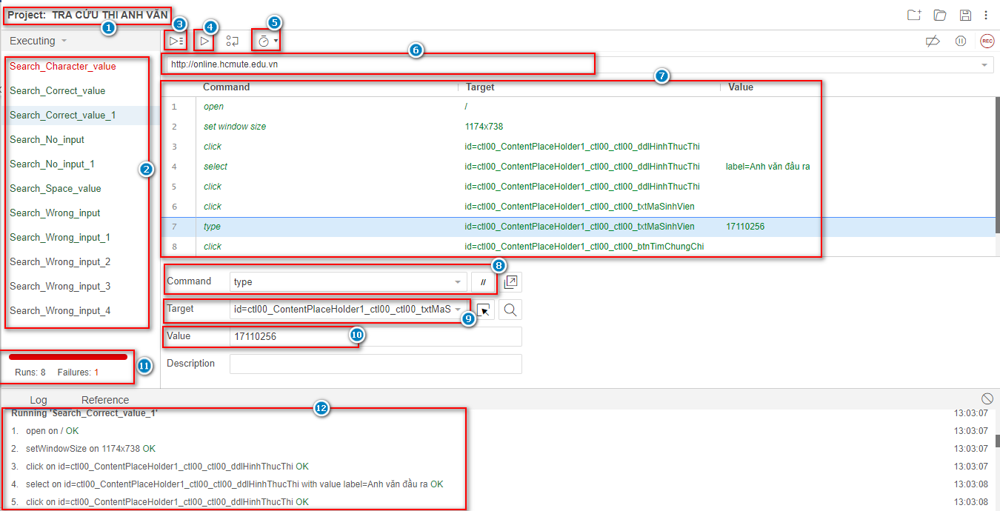 Project: TRA CỨU THI ANH VĂN
1
3
4
5
Executing
REC
6
http://online.hcmute.edu.vn
7
Command Target Value
1 open /
2 set window size 1174x738
3 click id=ctl00_ContentPlaceHolder1_ctl00_ctl00_ddlHinhThucThi
4 select id=ctl00_ContentPlaceHolder1_ctl00_ctl00_ddlHinhThucThi label=Anh văn đầu ra
5 click id=ctl00_ContentPlaceHolder1_ctl00_ctl00_ddlHinhThucThi
6 click id=ctl00_ContentPlaceHolder1_ctl00_ctl00_txtMaSinhVien
7 type id=ctl00_ContentPlaceHolder1_ctl00_ctl00_txtMaSinhVien 17110256
8 click id=ctl00_ContentPlaceHolder1_ctl00_ctl00_btnTimChungChi
Search_Character_value
Search_Correct_value
Search_Correct_value_1
Search_No_input
Search_No_input_1
2
Search_Space_value
Search_Wrong_input
Search_Wrong_input_1
Search_Wrong_input_2
Search_Wrong_input_3
Search_Wrong_input_4
8
Command type //
Target id=ctl00_ContentPlaceHolder1_ctl00_ctl00_txtMaS
9
Value 17110256
10
Description
11
Runs: 8 Failures: 1
Log Reference
12
Running 'Search_Correct_value_1' 13:03:07
1. open on / OK 13:03:07
2. setWindowSize on 1174x738 OK 13:03:07
3. click on id=ctl00_ContentPlaceHolder1_ctl00_ctl00_ddlHinhThucThi OK 13:03:07
4. select on id=ctl00_ContentPlaceHolder1_ctl00_ctl00_ddlHinhThucThi with value label=Anh văn đầu ra OK 13:03:08
5. click on id=ctl00_ContentPlaceHolder1_ctl00_ctl00_ddlHinhThucThi OK 13:03:08